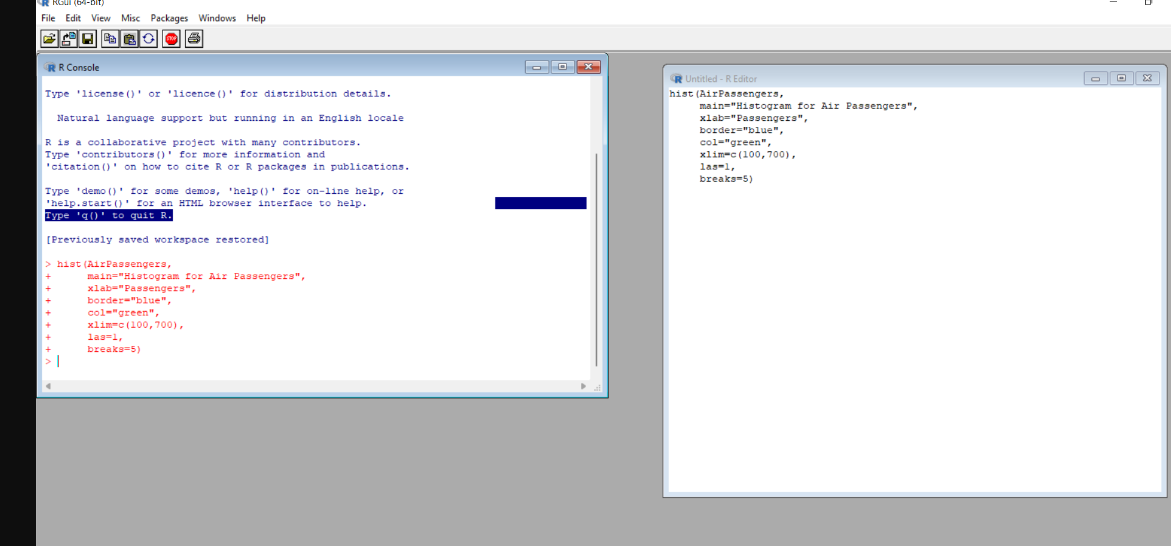 RGui (64-bit)
File Edit View Misc Packages Windows Help
STOP
R Console
Type 'license()' or 'licence()' for distribution details.
Natural language support but running in an English locale
R is a collaborative project with many contributors.
Type 'contributors()' for more information and
'citation()' on how to cite R or R packages in publications.
Type 'demo()' for some demos, 'help()' for on-line help, or
'help.start()' for an HTML browser interface to help.
Type 'q()' to quit R.
[Previously saved workspace restored]
> hist(AirPassengers,
+ main="Histogram for Air Passengers",
+ xlab="Passengers",
+ border="blue",
+ col="green",
+ xlim=c(100,700),
+ las=1,
+ breaks=5)
>
Untitled - R Editor
hist(AirPassengers,
main="Histogram for Air Passengers",
xlab="Passengers",
border="blue",
col="green",
xlim=c(100,700),
las=1,
breaks=5)